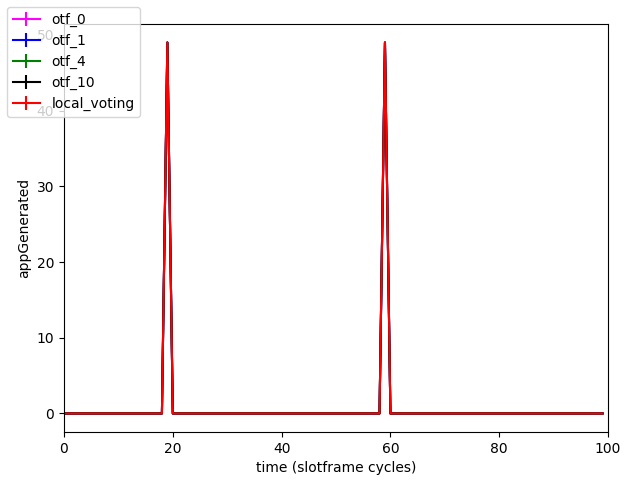 otf_0
otf_1
otf_4
otf_10
local_voting
50
40
30
20
10
0
appGenerated
0 20 40 60 80 100
time (slotframe cycles)